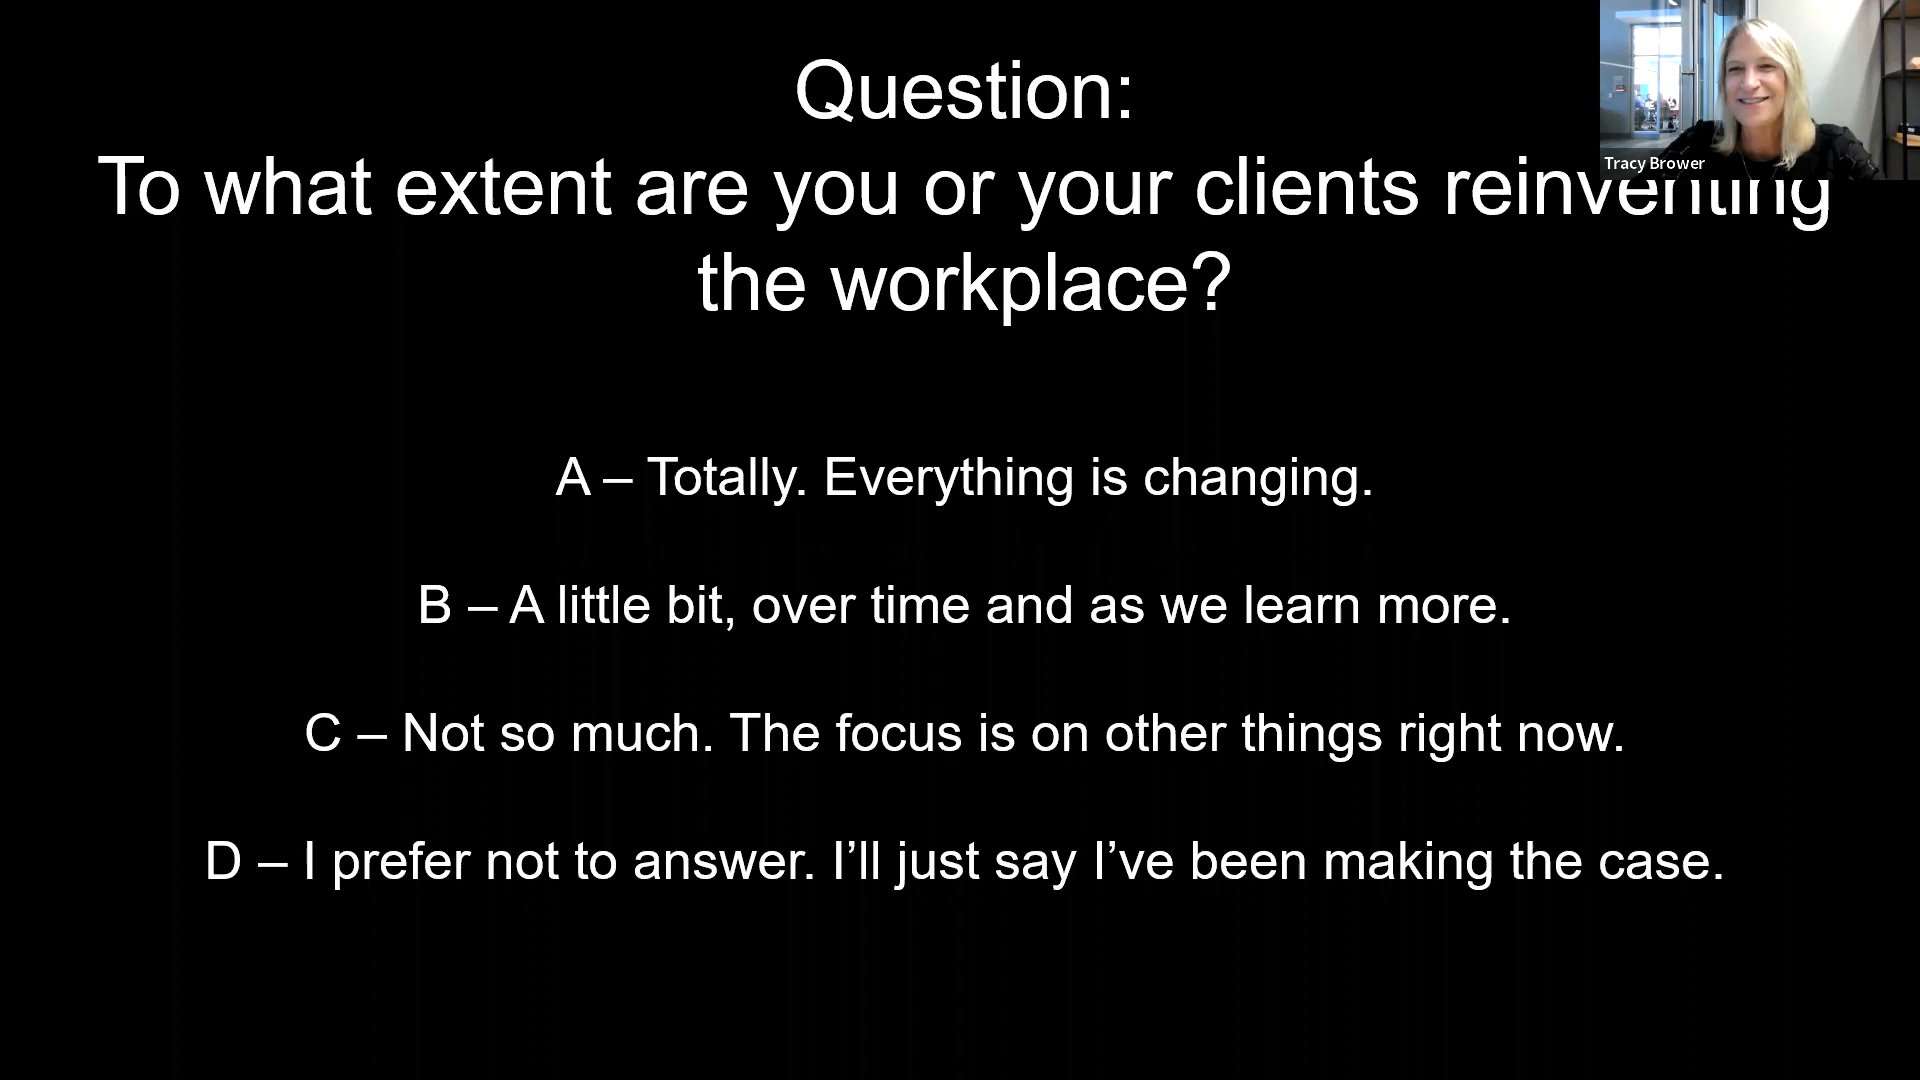 Question:
To what extent are you or your clients reinventing
the workplace?
Tracy Brower
A – Totally. Everything is changing.
B – A little bit, over time and as we learn more.
C – Not so much. The focus is on other things right now.
D – I prefer not to answer. I’ll just say I’ve been making the case.